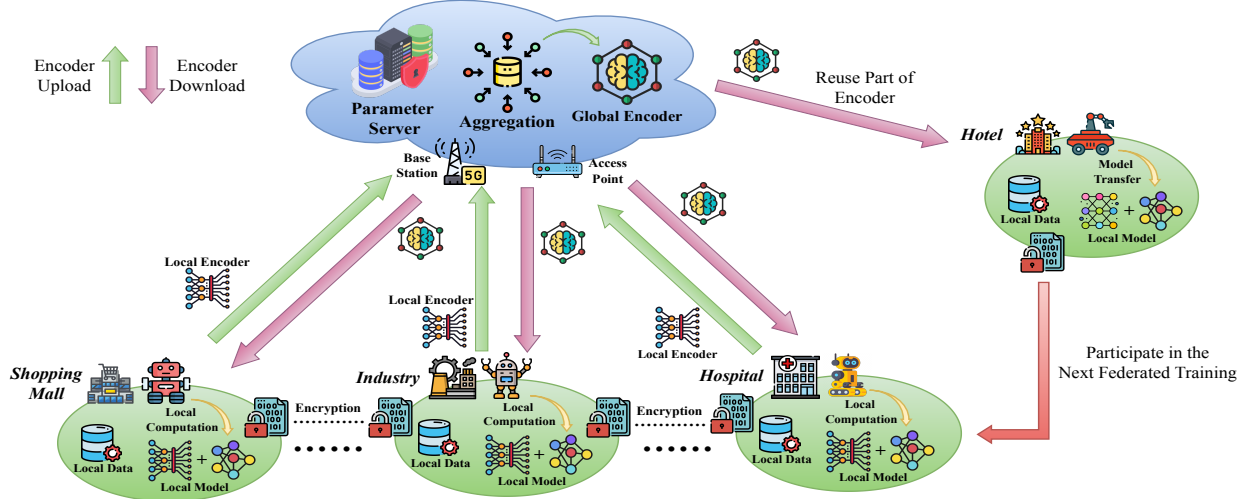 Encoder
Upload
Encoder
Download
Parameter
Server
Aggregation
Global Encoder
Base
Station
5G
Access
Point
Reuse Part of
Encoder
Hotel
Model
Transfer
Local Data
Local Model
Local Encoder
Local Encoder
Local Encoder
Participate in the
Next Federated Training
Shopping
Mall
Local
Computation
Local Data
Local Model
Encryption
Industry
Local
Computation
Local Data
Local Model
Encryption
Hospital
Local
Computation
Local Data
Local Model